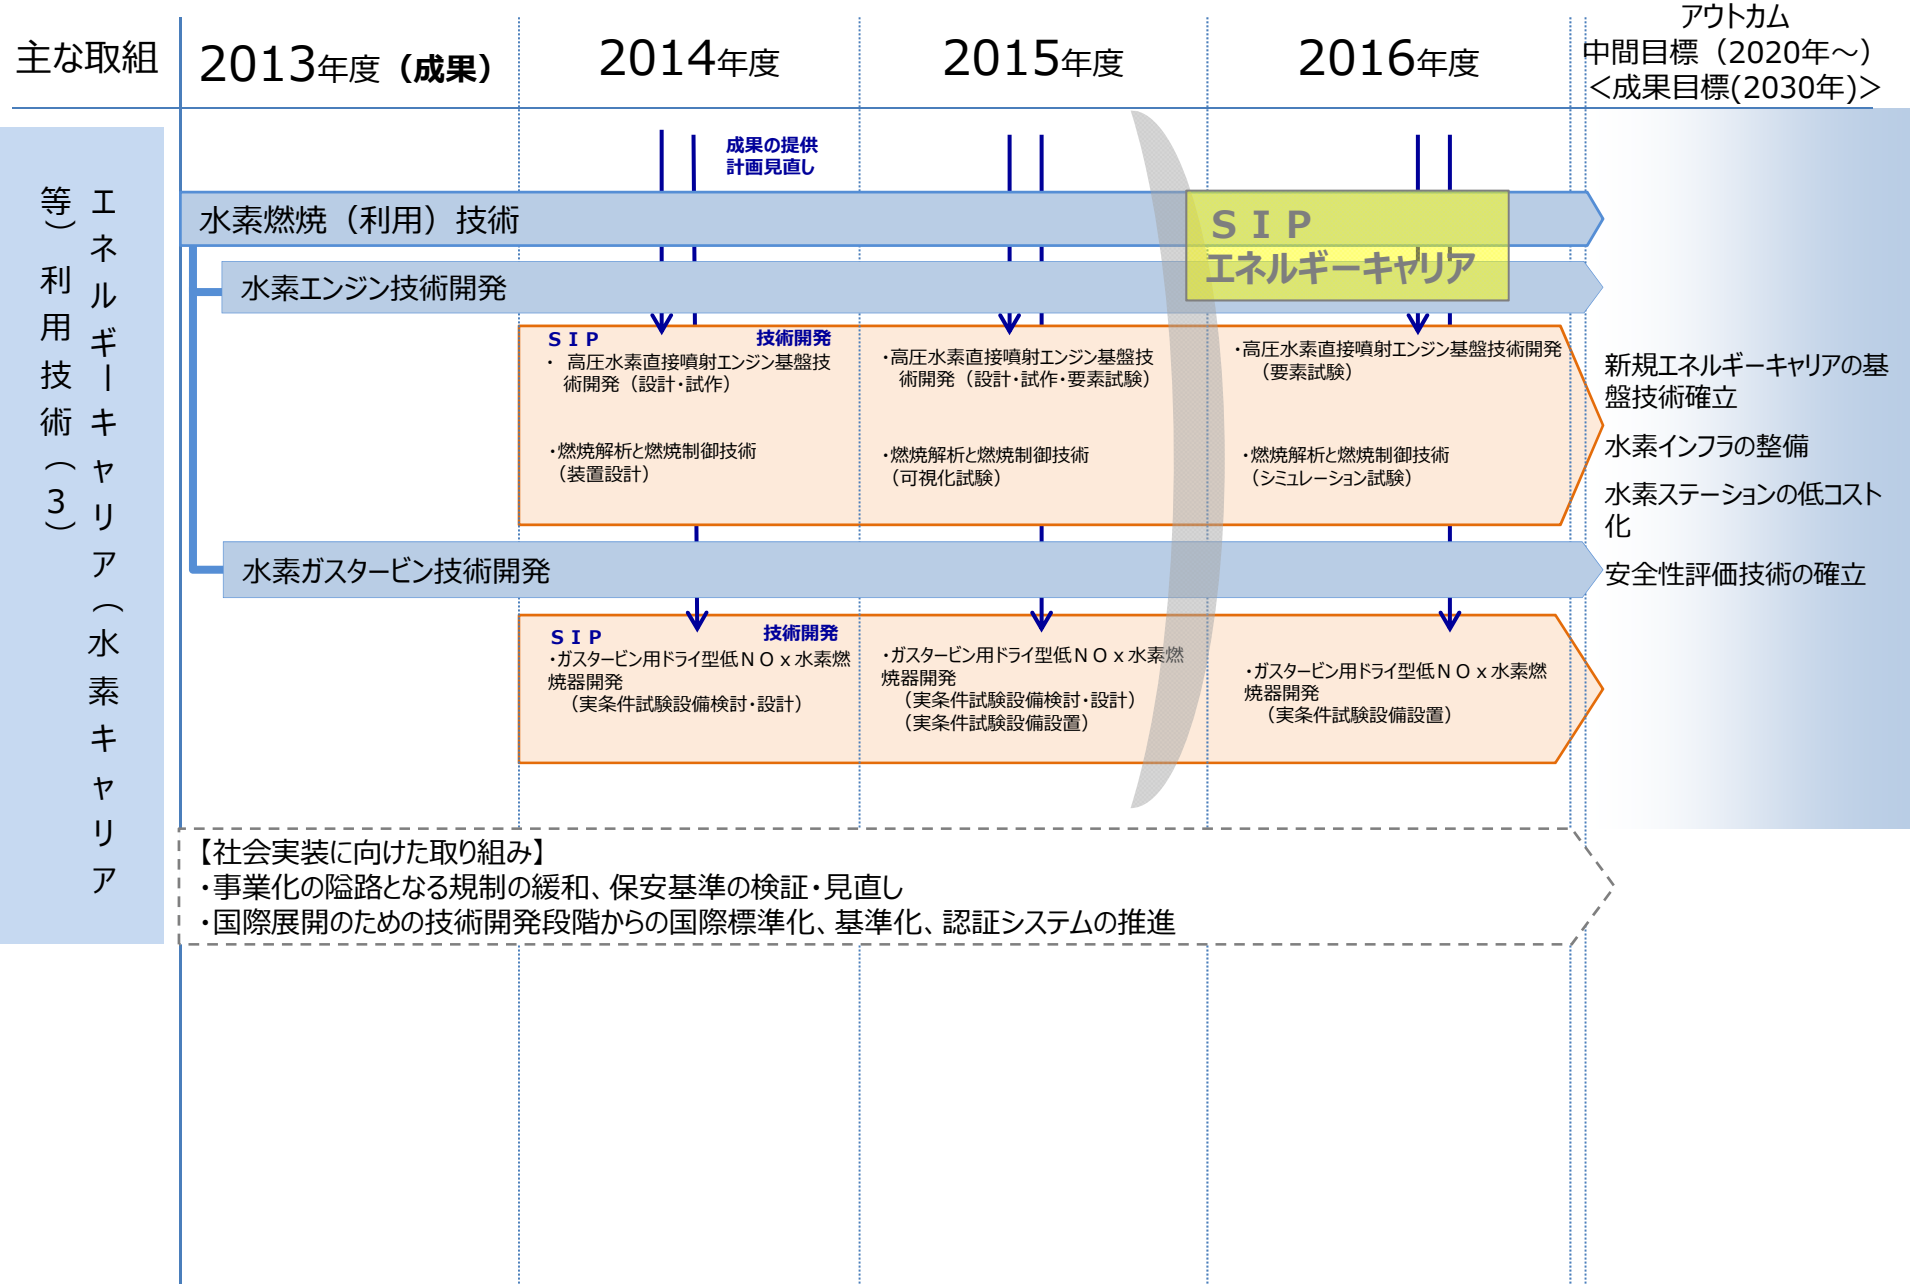 主な取組
2013年度（成果）
2014年度
2015年度
2016年度
アウトカム
中間目標（2020年～）
＜成果目標(2030年)＞
エネルギーキャリア（水素キャリア
等）利用技術（3）
成果の提供
計画見直し
水素燃焼（利用）技術
ＳＩＰ
エネルギーキャリア
水素エンジン技術開発
ＳＩＰ 技術開発
・ 高圧水素直接噴射エンジン基盤技
術開発（設計・試作）
・燃焼解析と燃焼制御技術
（装置設計）
・高圧水素直接噴射エンジン基盤技
術開発（設計・試作・要素試験）
・燃焼解析と燃焼制御技術
（可視化試験）
・高圧水素直接噴射エンジン基盤技術開発
（要素試験）
・燃焼解析と燃焼制御技術
（シミュレーション試験）
水素ガスタービン技術開発
ＳＩＰ 技術開発
・ガスタービン用ドライ型低ＮＯｘ水素燃
焼器開発
（実条件試験設備検討・設計）
・ガスタービン用ドライ型低ＮＯｘ水素燃
焼器開発
（実条件試験設備検討・設計）
（実条件試験設備設置）
・ガスタービン用ドライ型低ＮＯｘ水素燃
焼器開発
（実条件試験設備設置）
新規エネルギーキャリアの基
盤技術確立
水素インフラの整備
水素ステーションの低コスト
化
安全性評価技術の確立
【社会実装に向けた取り組み】
・事業化の隘路となる規制の緩和、保安基準の検証・見直し
・国際展開のための技術開発段階からの国際標準化、基準化、認証システムの推進